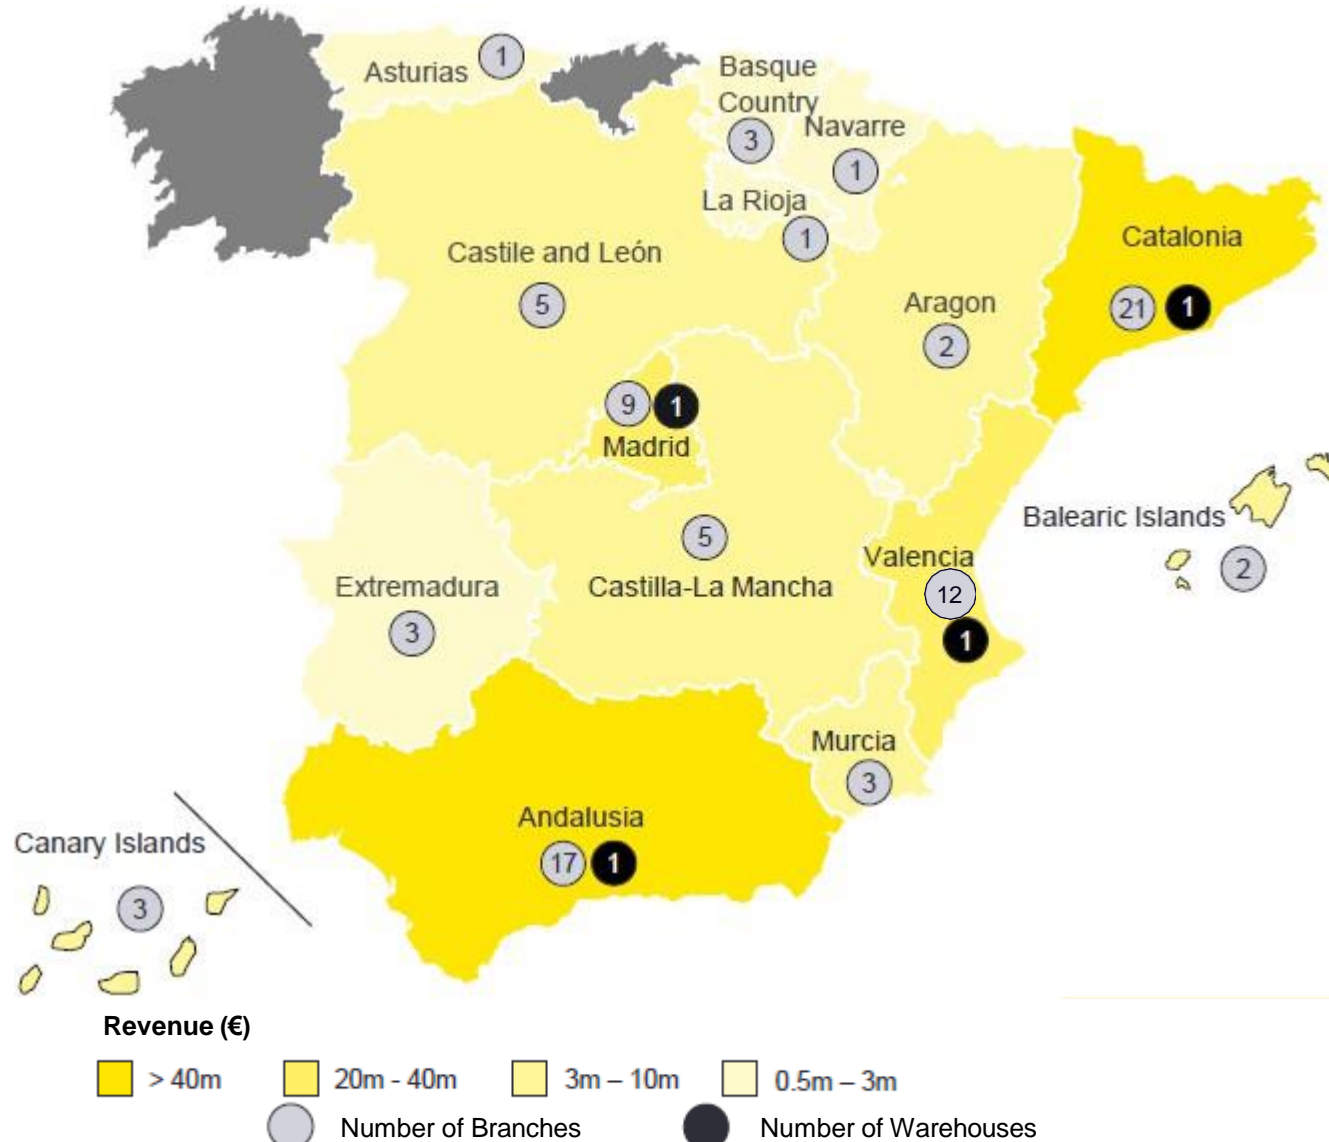 Asturias 1
Basque
Country
3
Navarre
1
La Rioja
1
Catalonia
21 1
Castile and León
5
Aragon
2
9 1
Madrid
Balearic Islands
2
5
Castilla-La Mancha
Valencia
12
1
Extremadura
3
Murcia
3
Andalusia
17 1
Canary Islands
3
Revenue (€)
> 40m 20m - 40m 3m – 10m 0.5m – 3m
Number of Branches Number of Warehouses